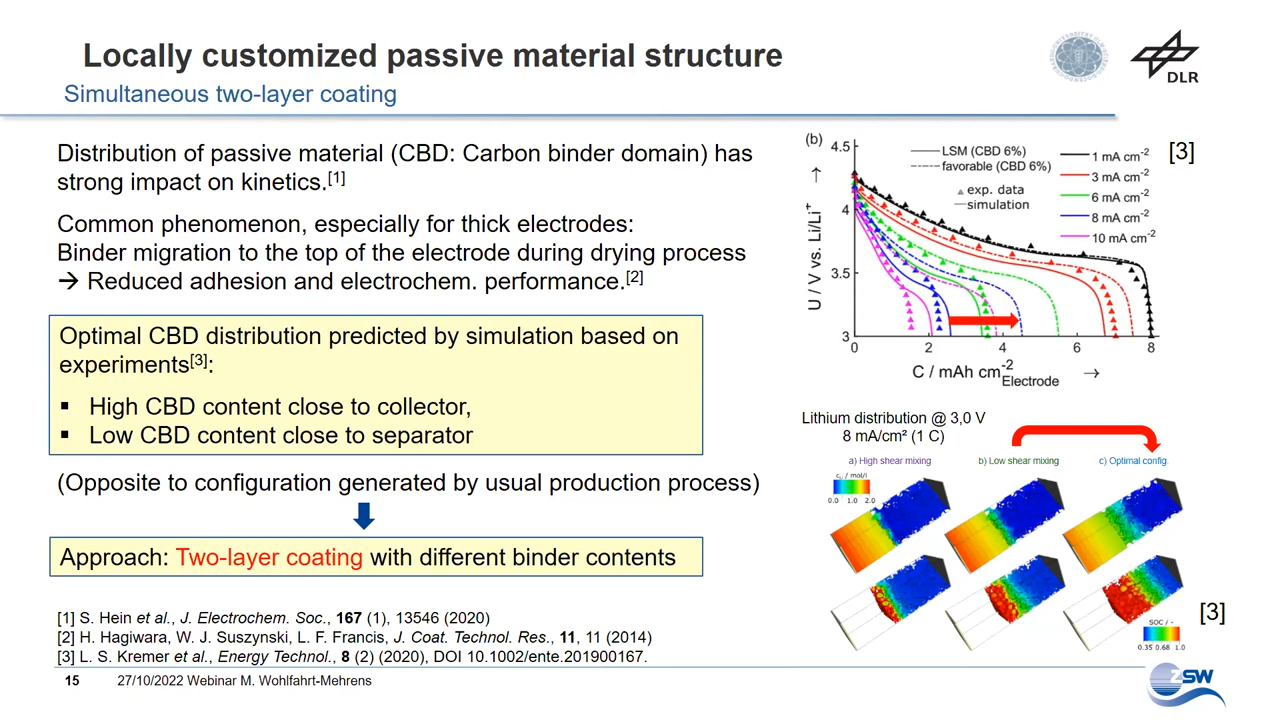 Locally customized passive material structure
Simultaneous two-layer coating
DLR
Distribution of passive material (CBD: Carbon binder domain) has
strong impact on kinetics.[1]
Common phenomenon, especially for thick electrodes:
Binder migration to the top of the electrode during drying process
→ Reduced adhesion and electrochem. performance.[2]
Optimal CBD distribution predicted by simulation based on
experiments[3]:
▪ High CBD content close to collector,
▪ Low CBD content close to separator
(Opposite to configuration generated by usual production process)
Approach: Two-layer coating with different binder contents
[1] S. Hein et al., J. Electrochem. Soc., 167 (1), 13546 (2020)
[2] H. Hagiwara, W. J. Suszynski, L. F. Francis, J. Coat. Technol. Res., 11, 11 (2014)
[3] L. S. Kremer et al., Energy Technol., 8 (2) (2020), DOI 10.1002/ente.201900167.
(b)
[3]
LSM (CBD 6%)
favorable (CBD 6%)
exp. data
simulation
1 mA cm-2
3 mA cm-2
6 mA cm-2
8 mA cm-2
10 mA cm-2
U / V vs. Li/Li+ →
4.5
4
3.5
3
0 2 4 6 8
C / mAh cm-2 Electrode →
Lithium distribution @ 3,0 V
8 mA/cm² (1 C)
a) High shear mixing b) Low shear mixing c) Optimal config.
/ mol/l
0.0 1.0 2.0
[3]
SOC / -
0.35 0.68 1.0
15 27/10/2022 Webinar M. Wohlfahrt-Mehrens
ZSW